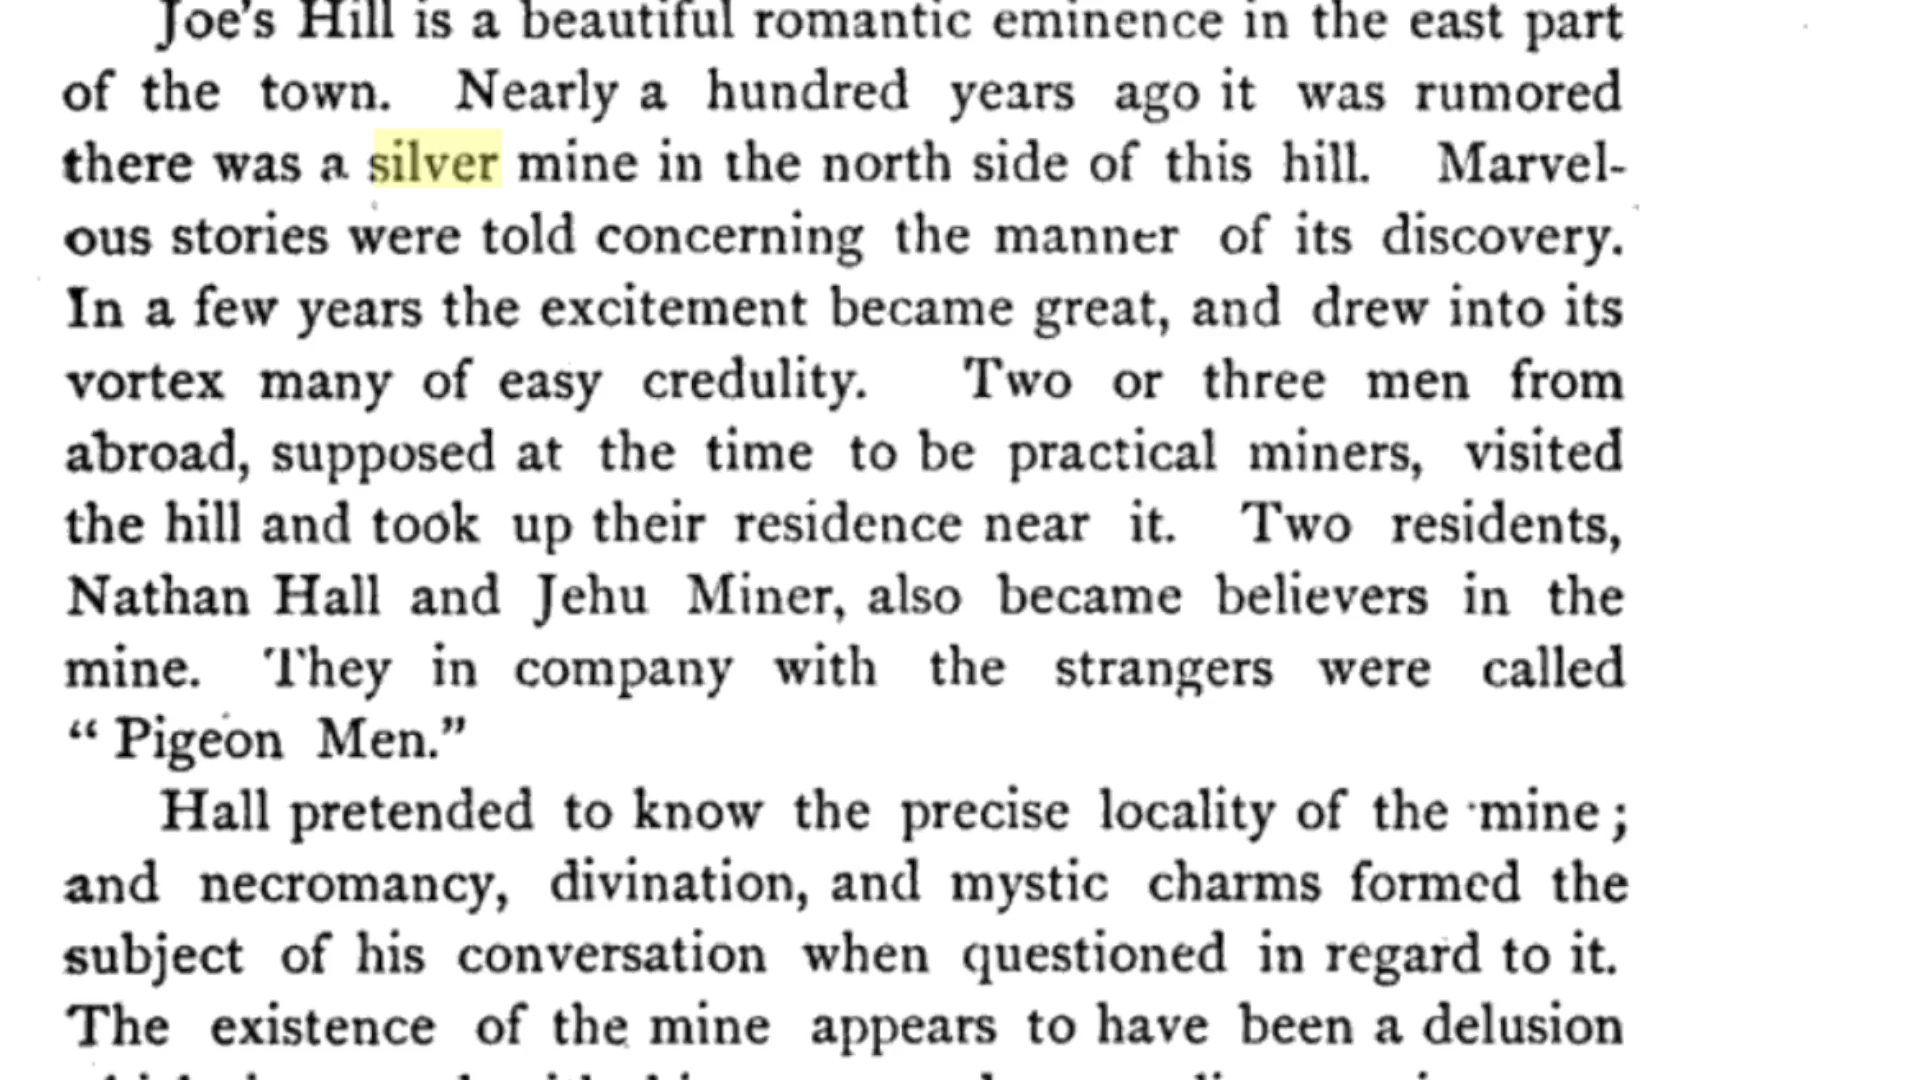 Joe's Hill is a beautiful romantic eminence in the east part
of the town. Nearly a hundred years ago it was rumored
there was a silver mine in the north side of this hill. Marvel-
ous stories were told concerning the manner of its discovery.
In a few years the excitement became great, and drew into its
vortex many of easy credulity. Two or three men from
abroad, supposed at the time to be practical miners, visited
the hill and took up their residence near it. Two residents,
Nathan Hall and Jehu Miner, also became believers in the
mine. They in company with the strangers were called
“ Pigeon Men.”
Hall pretended to know the precise locality of the mine ;
and necromancy, divination, and mystic charms formed the
subject of his conversation when questioned in regard to it.
The existence of the mine appears to have been a delusion